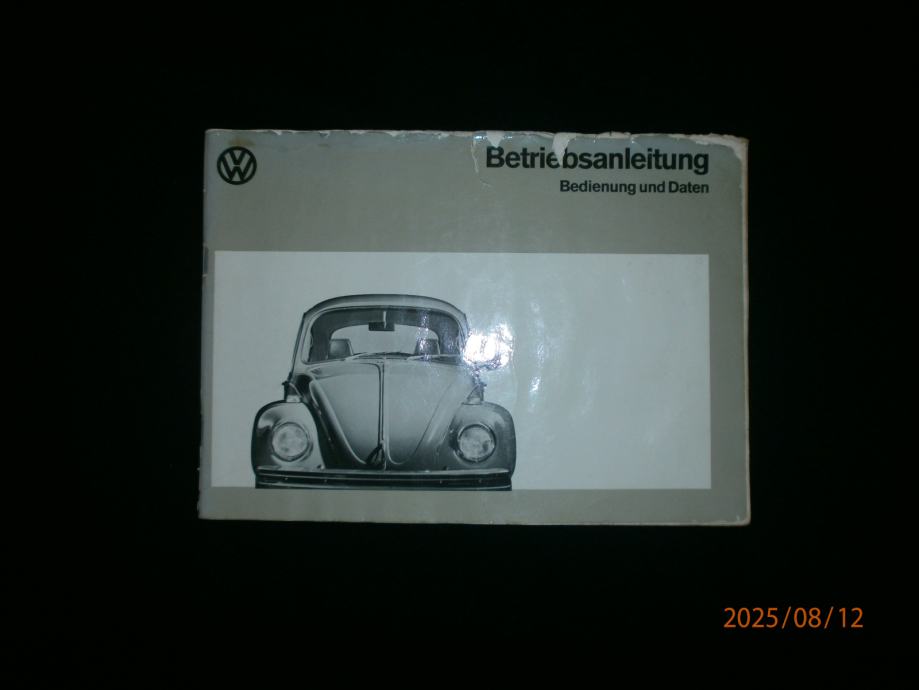 Betriebsanleitung
Bedienung und Daten
2025/08/12